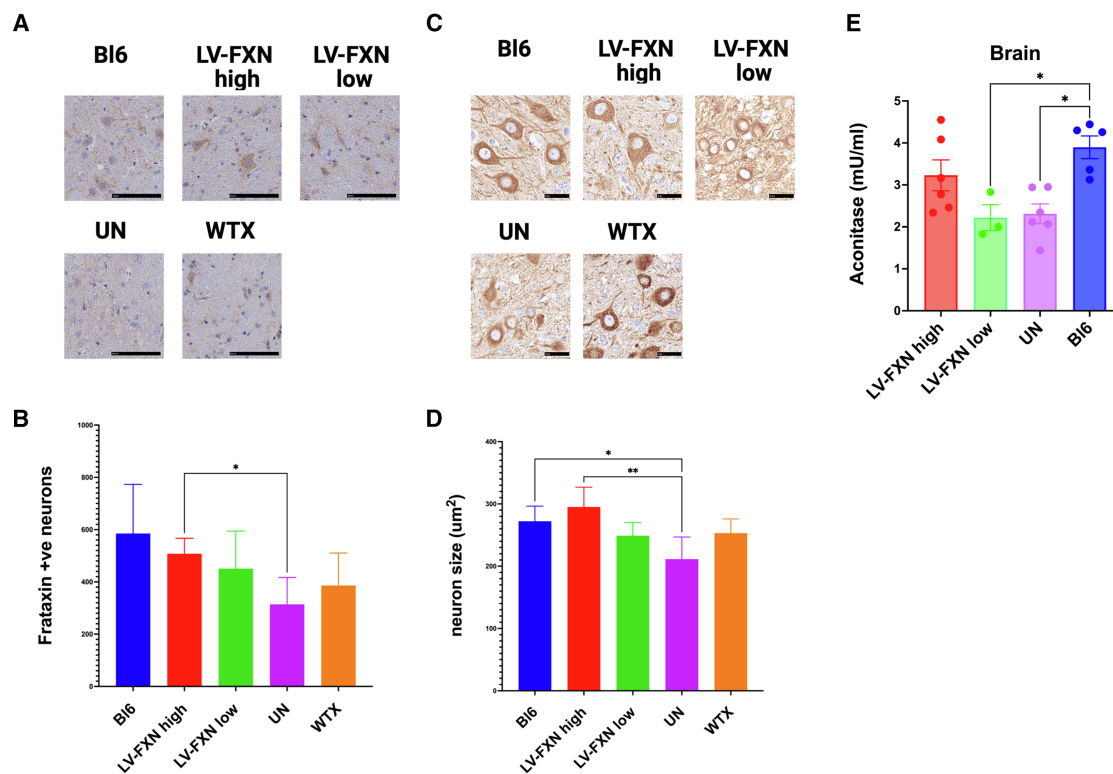 A
Bl6
LV-FXN
high
LV-FXN
low
UN
WTX
B
Frataxin +ve neurons
1000
800
600
400
200
0
*
Bl6
LV-FXN high
LV-FXN low
UN
WTX
C
Bl6
LV-FXN
high
LV-FXN
low
UN
WTX
D
neuron size (um²)
400
300
200
100
0
*
**
Bl6
LV-FXN high
LV-FXN low
UN
WTX
E
Brain
Aconitase (mU/ml)
5
4
3
2
1
0
*
*
LV-FXN high
LV-FXN low
UN
Bl6